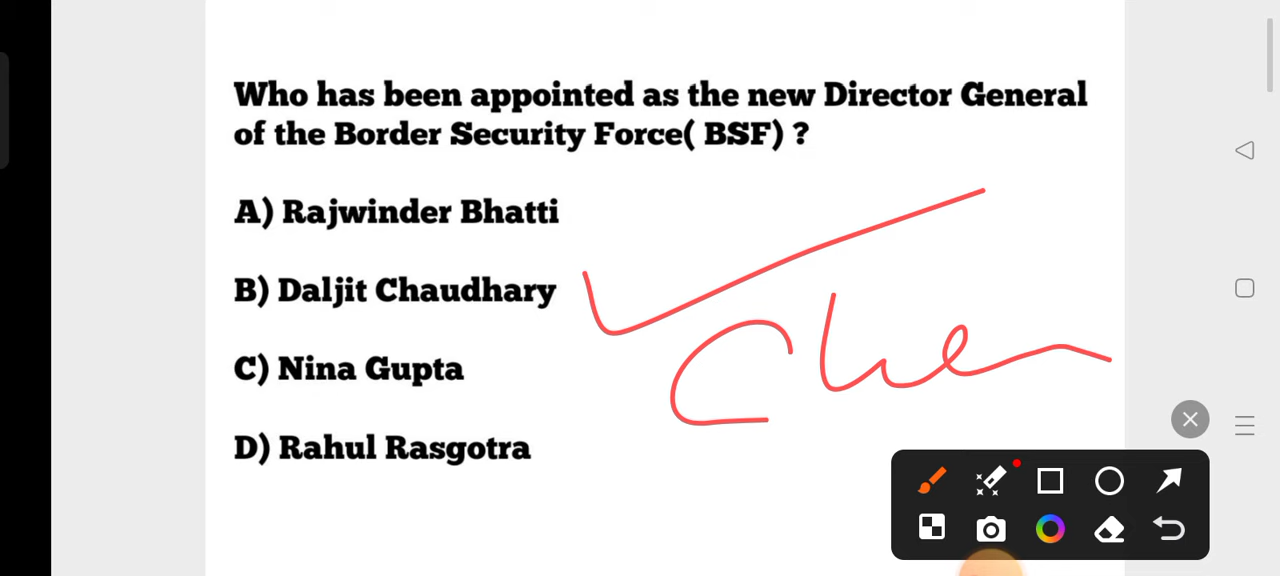 Who has been appointed as the new Director General
of the Border Security Force( BSF) ?
A) Rajwinder Bhatti
B) Daljit Chaudhary
C) Nina Gupta
D) Rahul Rasgotra